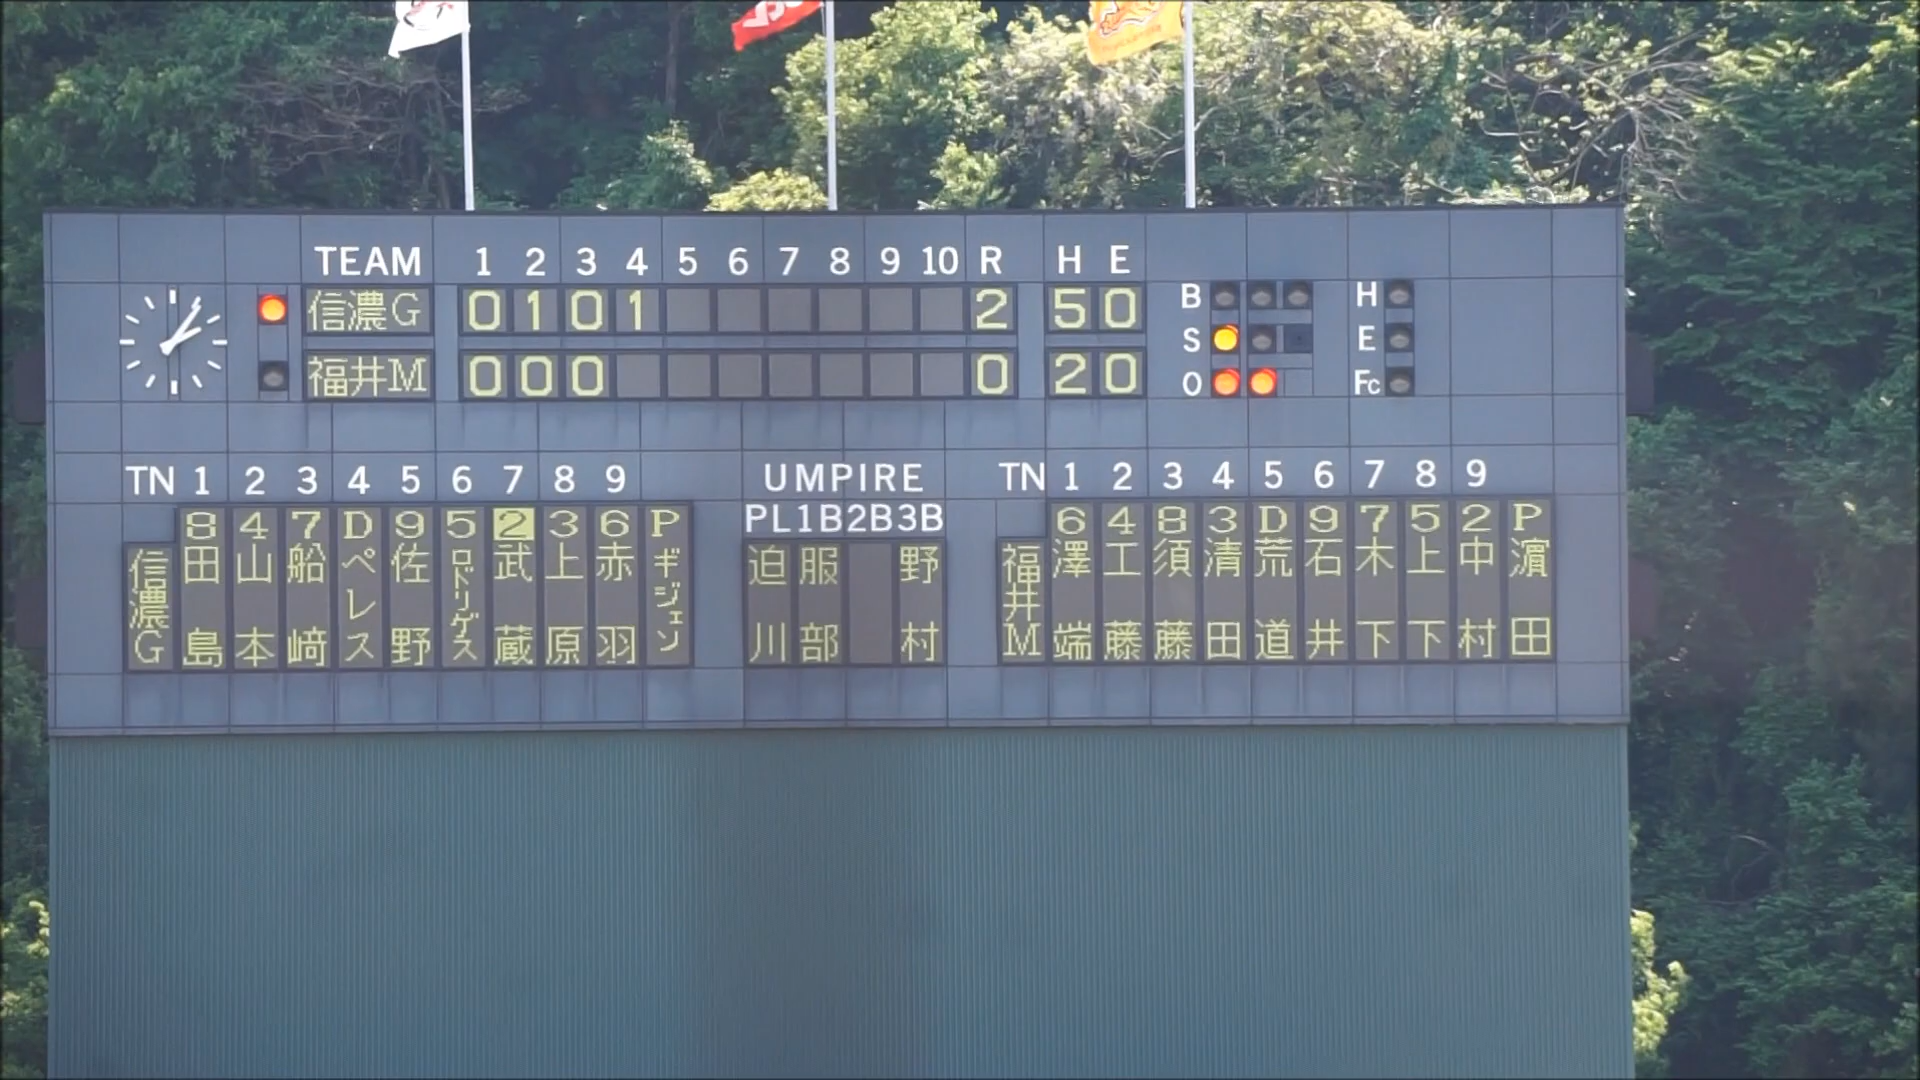 TEAM 1 2 3 4 5 6 7 8 9 10 R H E
信濃G 0 1 0 1 2 5 0
福井M 0 0 0 0 2 0
B
S
O
H
E
Fc
TN 1 2 3 4 5 6 7 8 9
8 4 7 D 9 5 2 3 6 P
信濃G
田島
山本
船﨑
ペレス
佐野
ロドリゲス
武蔵
上原
赤羽
ギジェン
UMPIRE
PL 1B 2B 3B
迫川
服部
野村
TN 1 2 3 4 5 6 7 8 9
6 4 8 3 D 9 7 5 2 P
福井M
澤端
工藤
須藤
清田
荒道
石井
木下
上下
中村
濵田